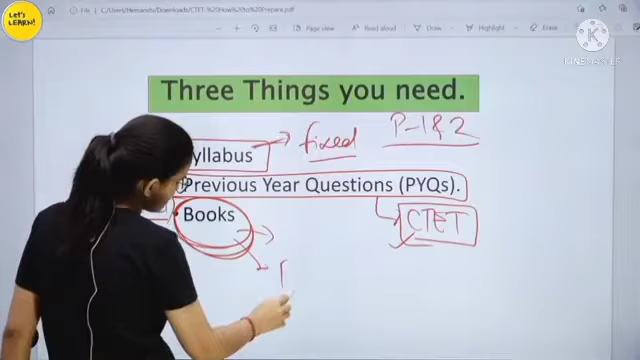 Let's
LEARN!
File
C:/Users/Hemanshi/Downloads/CTET%20How%20to%20Prepare.pdf
Page view
Read aloud
Draw
Highlight
Erase
KINEMASTER
Three Things you need.
yllabus fixed P-1&2
Previous Year Questions (PYQs).
Books CTET